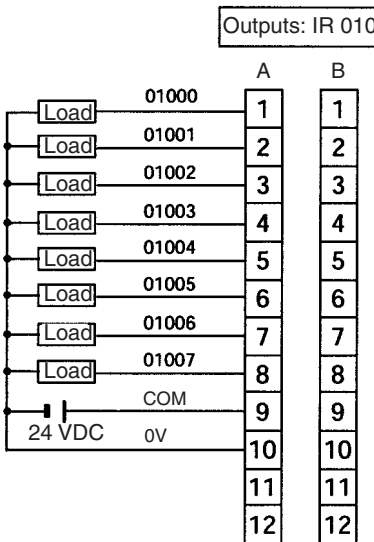 Outputs: IR 010
A B
Load 01000 1 1
Load 01001 2 2
Load 01002 3 3
Load 01003 4 4
Load 01004 5 5
Load 01005 6 6
Load 01006 7 7
Load 01007 8 8
COM 9 9
24 VDC 0V 10 10
11 11
12 12